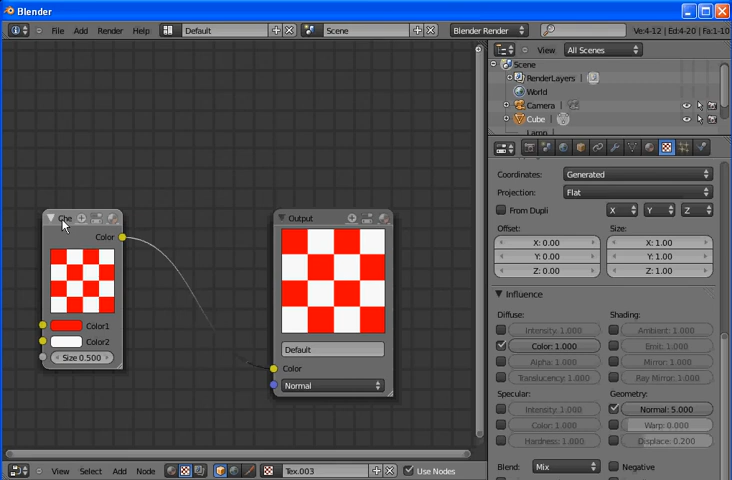 Blender
File Add Render Help Default Scene Blender Render Ve:4-12 | Ed:4-20 | Fa:1-10
View All Scenes
Scene
RenderLayers |
World
Camera |
Cube |
Lamp
Coordinates: Generated
Projection: Flat
From Dupli X Y Z
Offset: Size:
X: 0.00 X: 1.00
Y: 0.00 Y: 1.00
Z: 0.00 Z: 1.00
Influence
Diffuse: Shading:
Intensity: 1.000 Ambient: 1.000
Color: 1.000 Emit: 1.000
Alpha: 1.000 Mirror: 1.000
Translucency: 1.000 Ray Mirror: 1.000
Specular: Geometry:
Intensity: 1.000 Normal: 5.000
Color: 1.000 Warp: 0.000
Hardness: 1.000 Displace: 0.200
Blend: Mix Negative
Che
Color
Color1
Color2
Size 0.500
Output
Default
Color
Normal
View Select Add Node Tex.003 Use Nodes